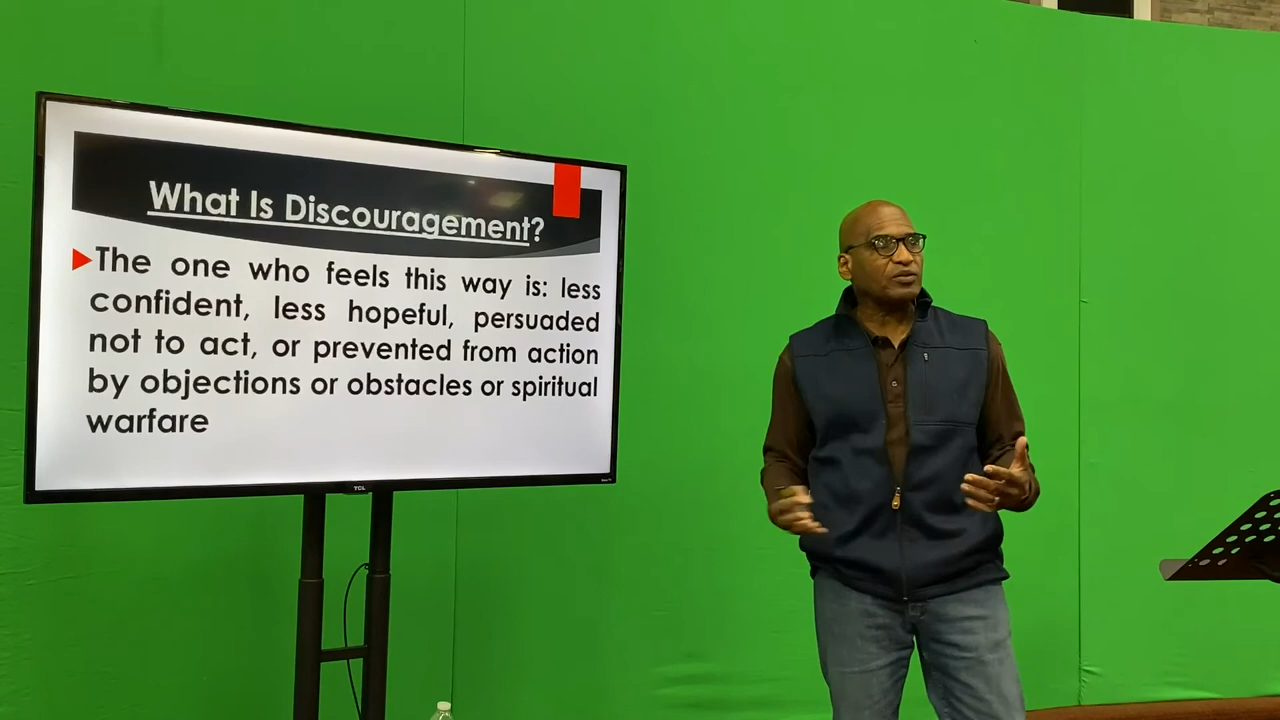 What Is Discouragement?
The one who feels this way is: less
confident, less hopeful, persuaded
not to act, or prevented from action
by objections or obstacles or spiritual
warfare
TCL